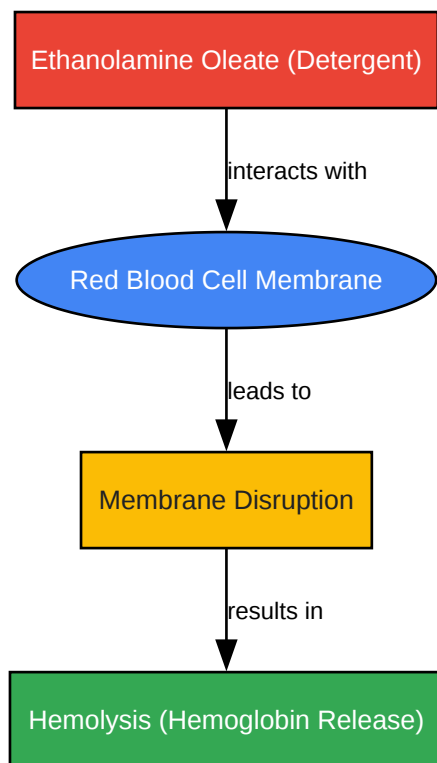 Ethanolamine Oleate (Detergent)
interacts with
Red Blood Cell Membrane
leads to
Membrane Disruption
results in
Hemolysis (Hemoglobin Release)